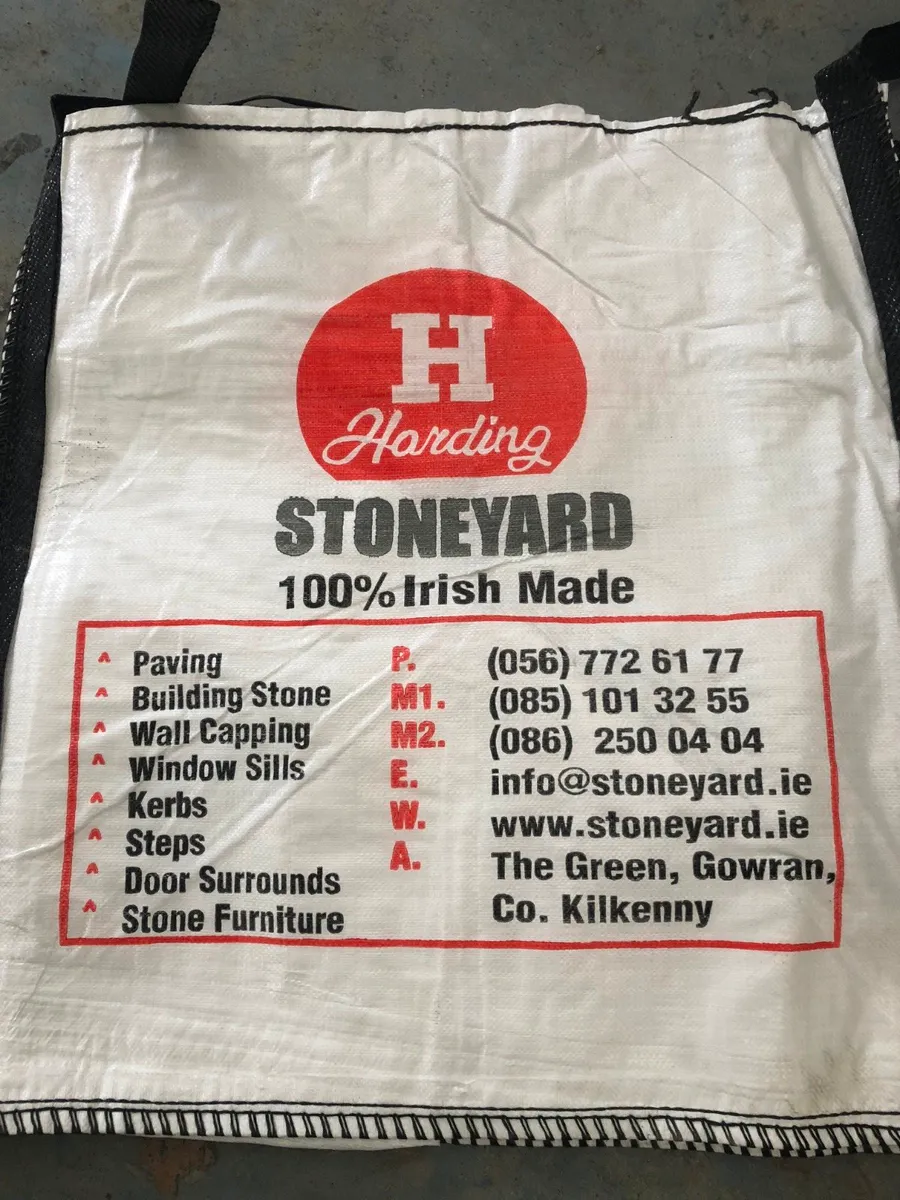 H
Harding
STONEYARD
100% Irish Made
^ Paving
^ Building Stone
^ Wall Capping
^ Window Sills
^ Kerbs
^ Steps
^ Door Surrounds
^ Stone Furniture
P. (056) 772 61 77
M1. (085) 101 32 55
M2. (086) 250 04 04
E. info@stoneyard.ie
W. www.stoneyard.ie
A. The Green, Gowran,
Co. Kilkenny